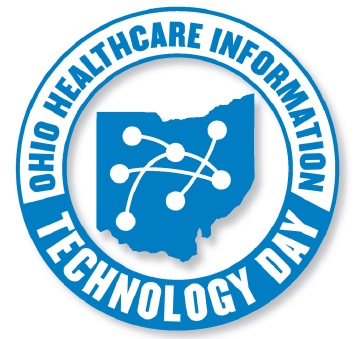 OHIO HEALTHCARE INFORMATION
TECHNOLOGY DAY